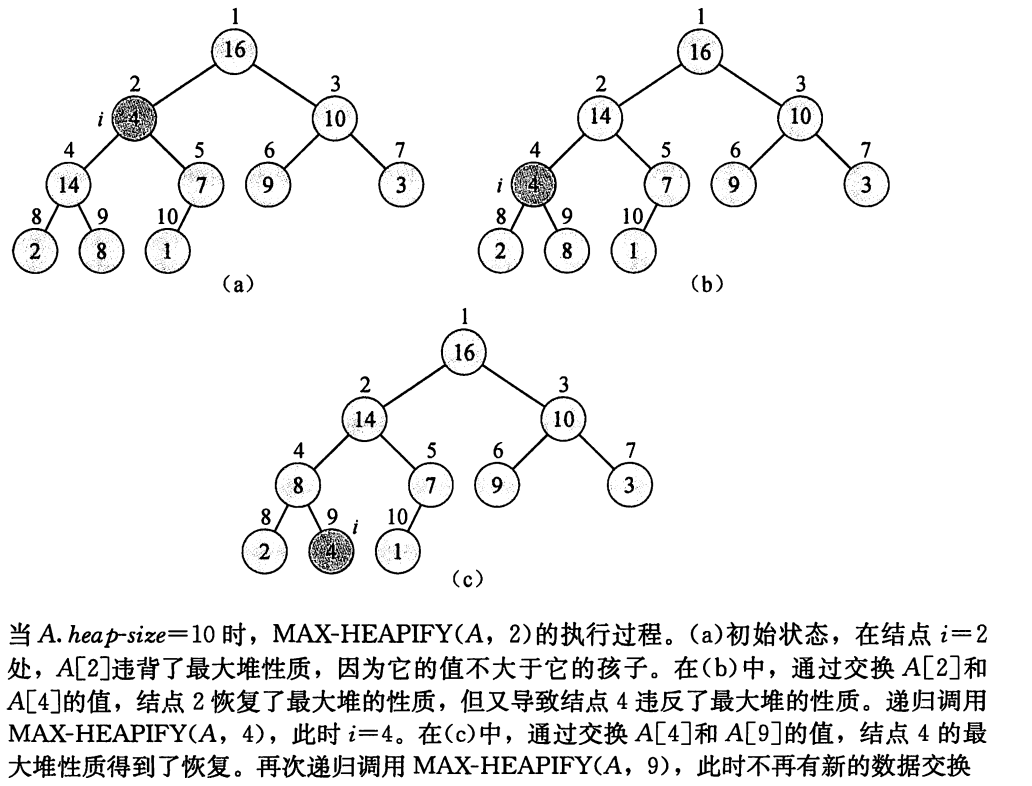 1
16
2 3
i 4 10
4 5 6 7
14 7 9 3
8 9 10
2 8 1
(a)
1
16
2 3
14 10
4 5 6 7
i 4 7 9 3
8 9 10
2 8 1
(b)
1
16
2 3
14 10
4 5 6 7
8 7 9 3
8 9 i 10
2 4 1
(c)
当 A. heap-size=10 时，MAX-HEAPIFY(A，2)的执行过程。(a)初始状态，在结点 i=2
处，A[2]违背了最大堆性质，因为它的值不大于它的孩子。在(b)中，通过交换 A[2]和
A[4]的值，结点 2 恢复了最大堆的性质，但又导致结点 4 违反了最大堆的性质。递归调用
MAX-HEAPIFY(A，4)，此时 i=4。在(c)中，通过交换 A[4]和 A[9]的值，结点 4 的最
大堆性质得到了恢复。再次递归调用 MAX-HEAPIFY(A，9)，此时不再有新的数据交换